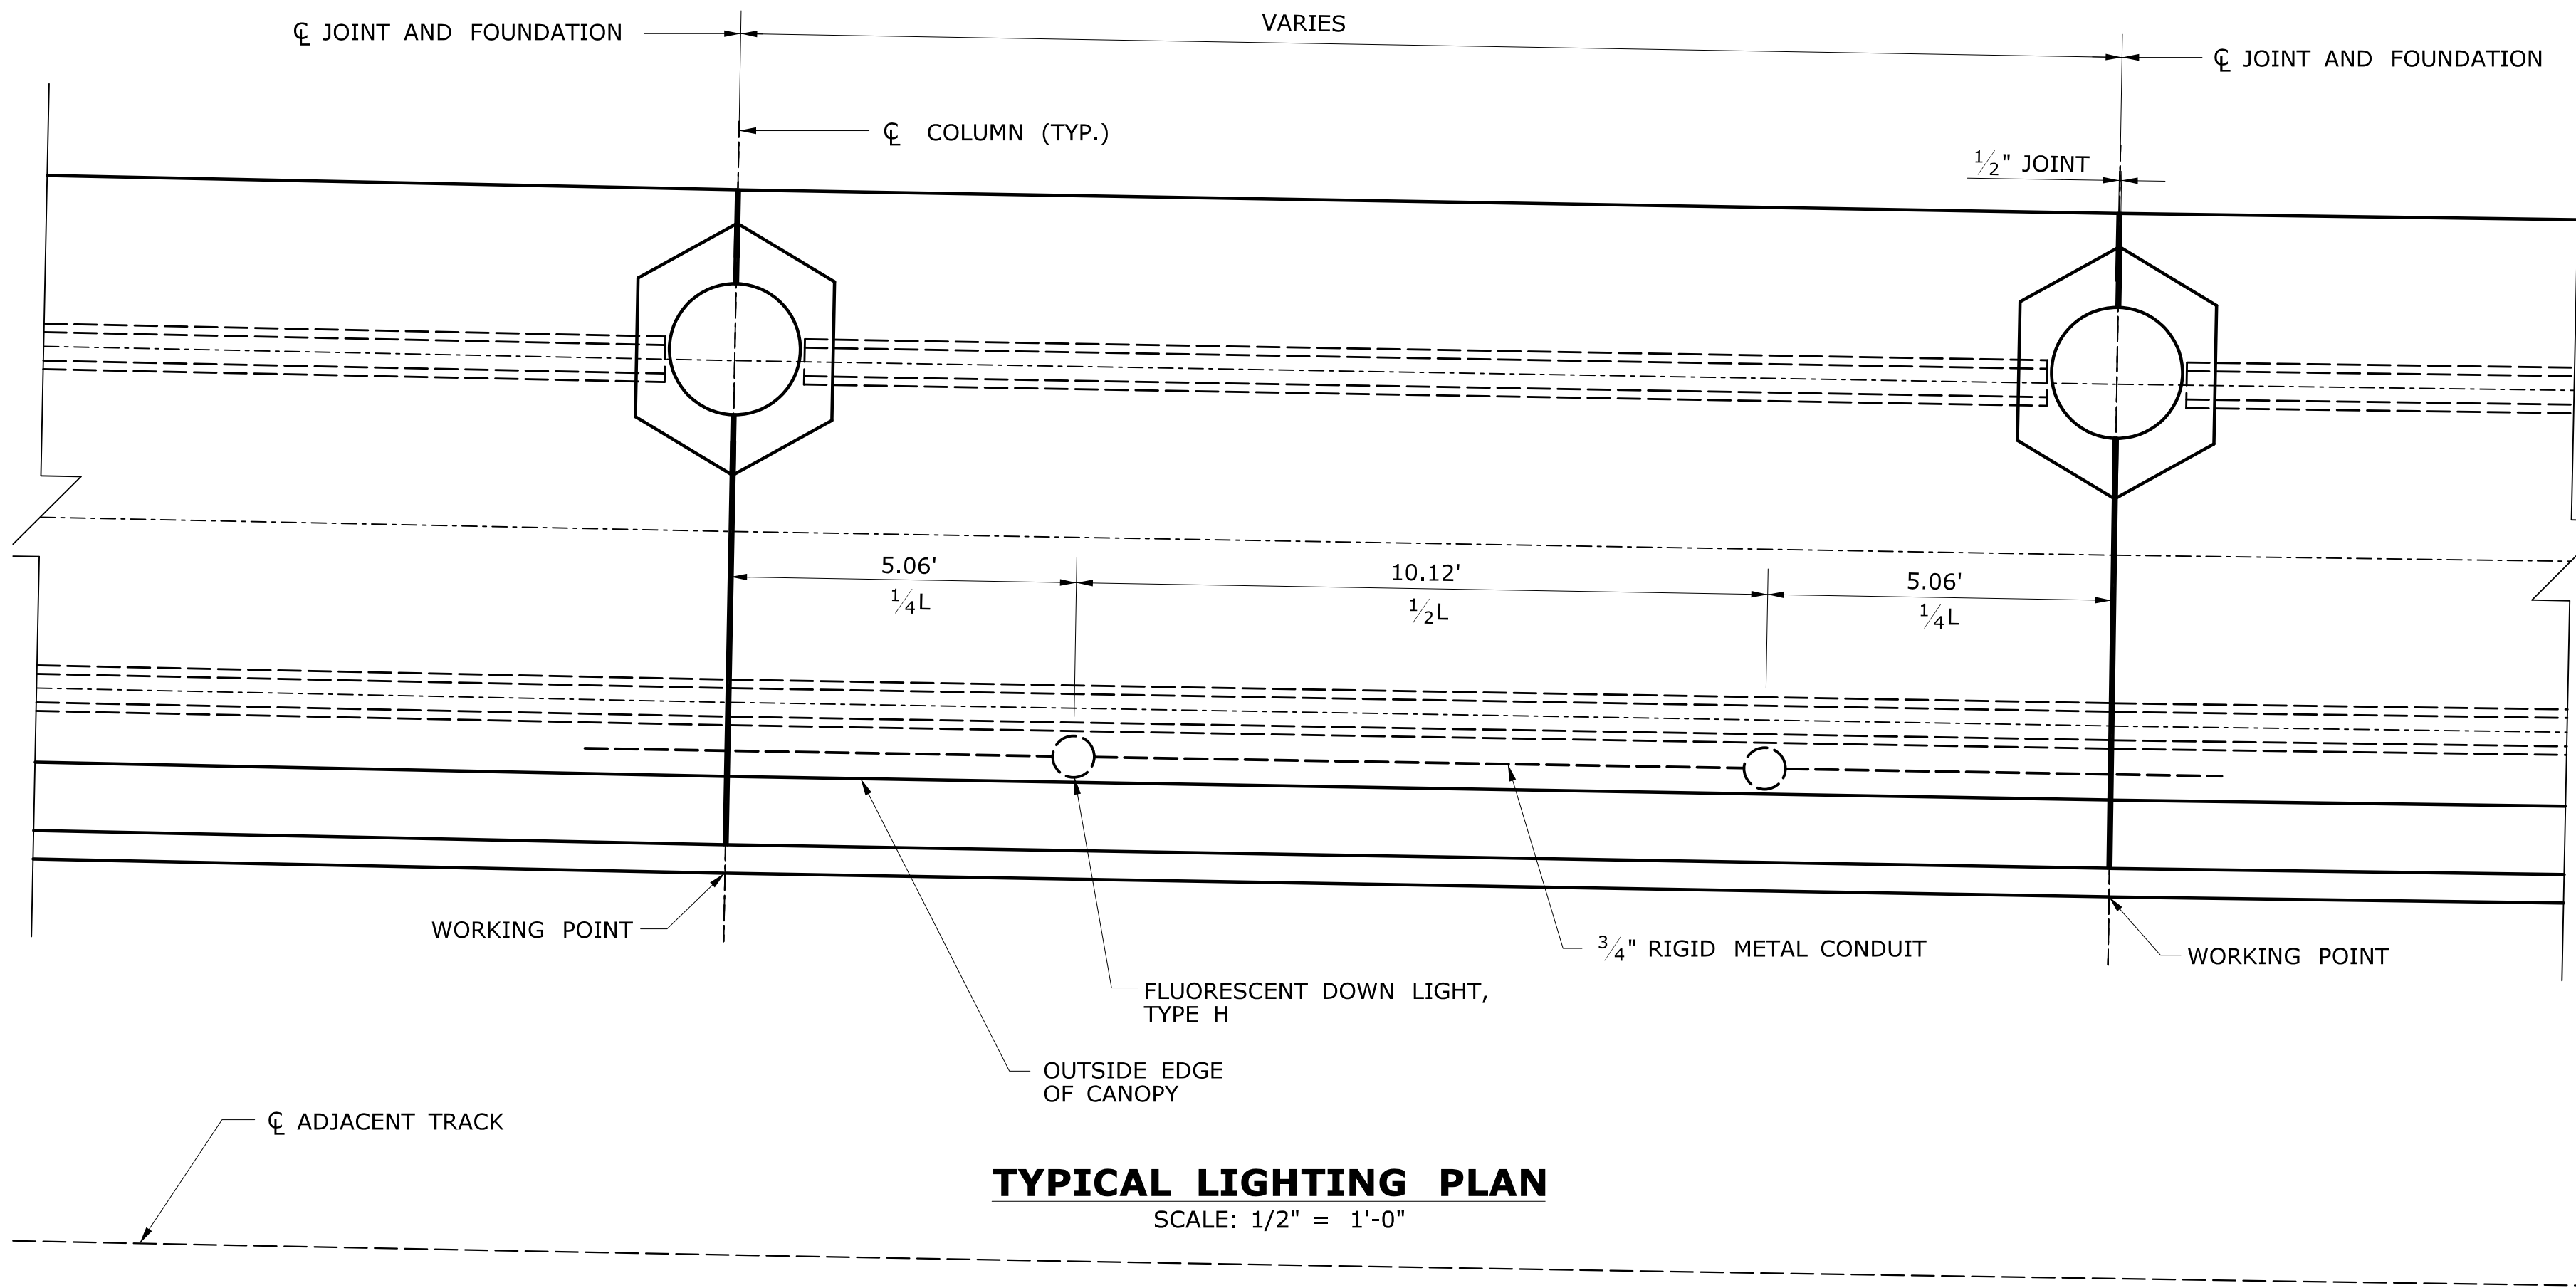 VARIES
℄ JOINT AND FOUNDATION
℄ JOINT AND FOUNDATION
℄ COLUMN (TYP.)
1/2" JOINT
5.06'
1/4L
10.12'
1/2L
5.06'
1/4L
WORKING POINT
3/4" RIGID METAL CONDUIT
WORKING POINT
FLUORESCENT DOWN LIGHT,
TYPE H
OUTSIDE EDGE
OF CANOPY
℄ ADJACENT TRACK
TYPICAL LIGHTING PLAN
SCALE: 1/2" = 1'-0"